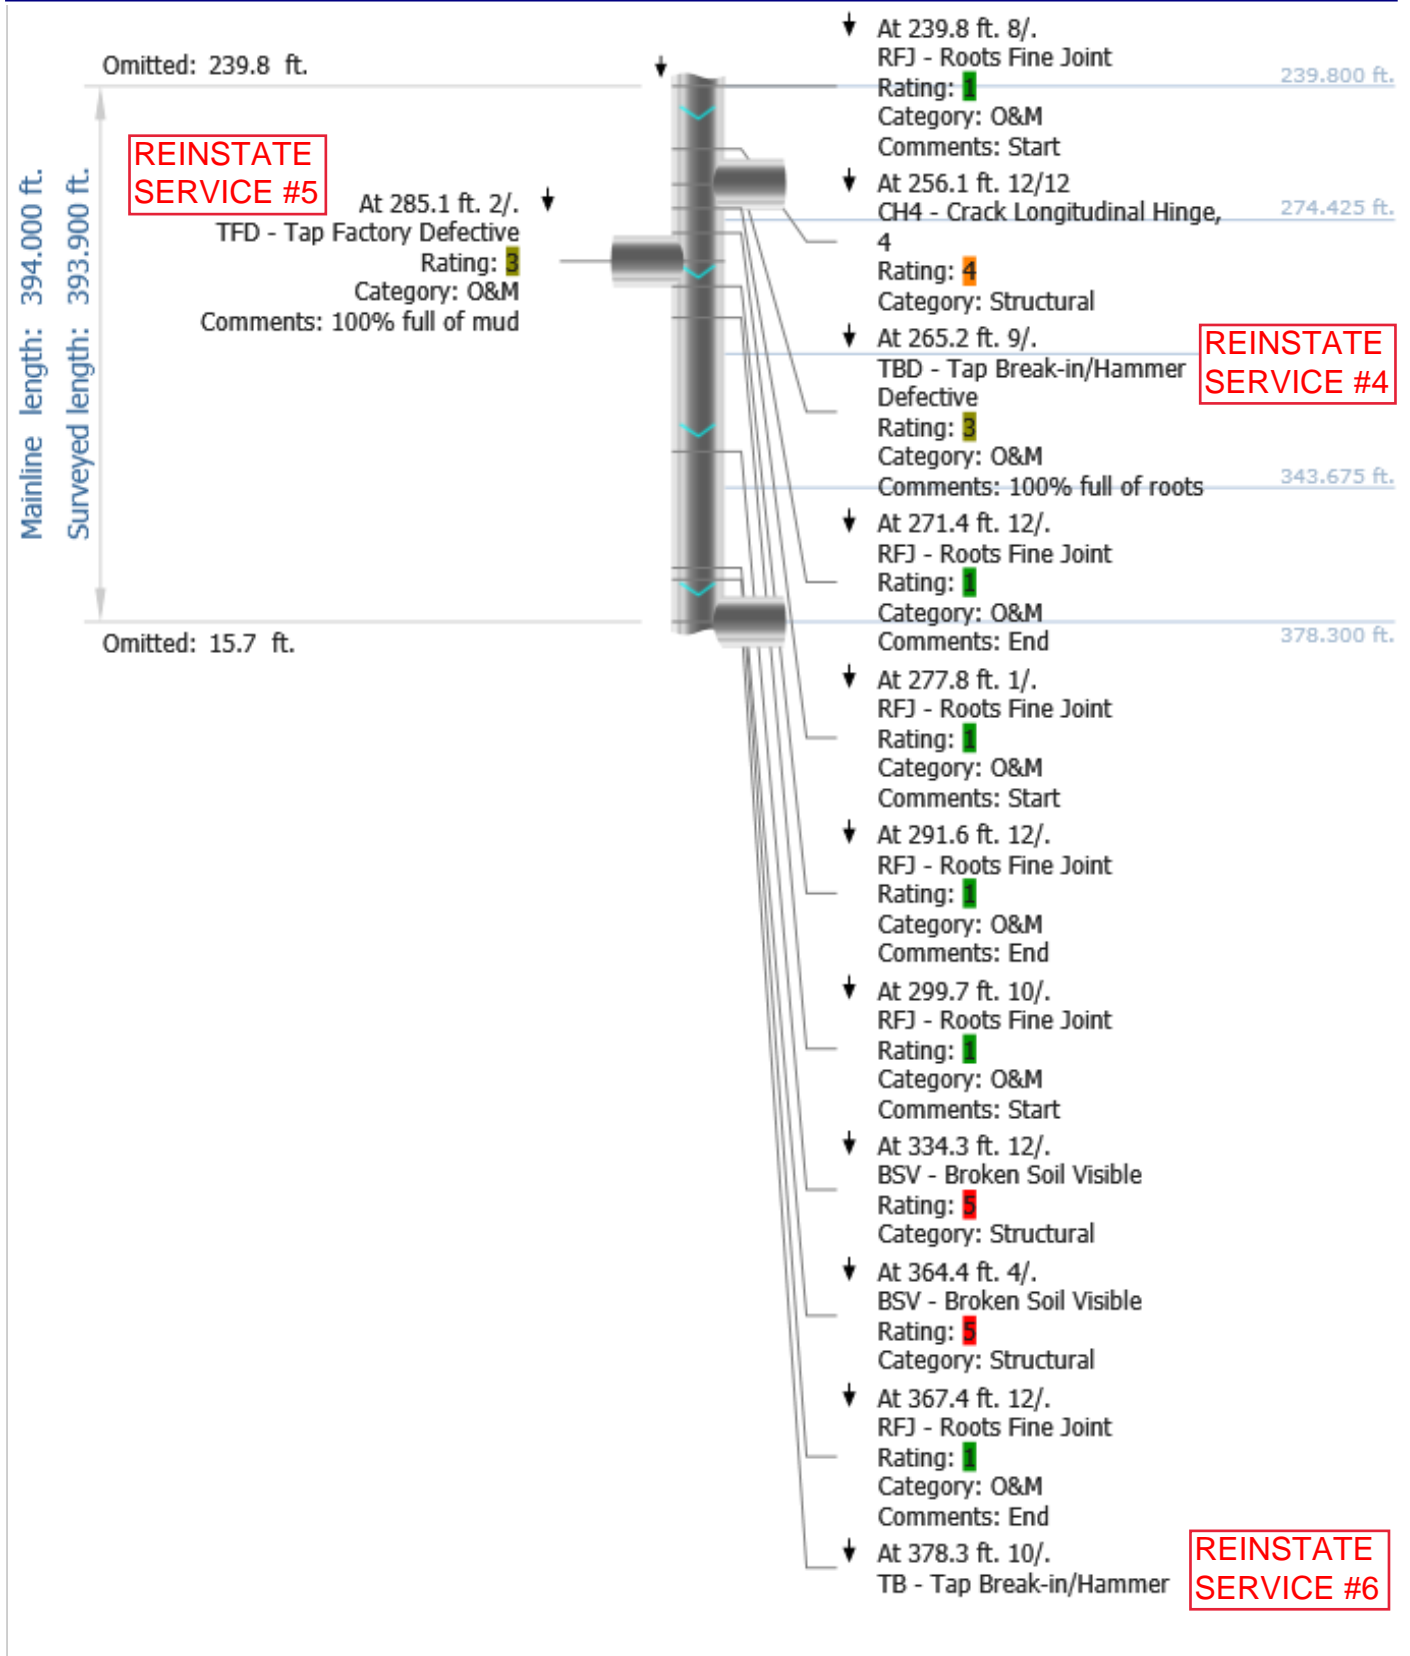 Omitted: 239.8 ft.
Mainline length: 394.000 ft.
Surveyed length: 393.900 ft.
REINSTATE
SERVICE #5
At 285.1 ft. 2/.
TFD - Tap Factory Defective
Rating: 3
Category: O&M
Comments: 100% full of mud
Omitted: 15.7 ft.
At 239.8 ft. 8/.
RFJ - Roots Fine Joint
239.800 ft.
Rating: 1
Category: O&M
Comments: Start
At 256.1 ft. 12/12
CH4 - Crack Longitudinal Hinge,
274.425 ft.
4
Rating: 4
Category: Structural
At 265.2 ft. 9/.
TBD - Tap Break-in/Hammer
Defective
REINSTATE
SERVICE #4
Rating: 3
Category: O&M
Comments: 100% full of roots
343.675 ft.
At 271.4 ft. 12/.
RFJ - Roots Fine Joint
Rating: 1
Category: O&M
Comments: End
378.300 ft.
At 277.8 ft. 1/.
RFJ - Roots Fine Joint
Rating: 1
Category: O&M
Comments: Start
At 291.6 ft. 12/.
RFJ - Roots Fine Joint
Rating: 1
Category: O&M
Comments: End
At 299.7 ft. 10/.
RFJ - Roots Fine Joint
Rating: 1
Category: O&M
Comments: Start
At 334.3 ft. 12/.
BSV - Broken Soil Visible
Rating: 5
Category: Structural
At 364.4 ft. 4/.
BSV - Broken Soil Visible
Rating: 5
Category: Structural
At 367.4 ft. 12/.
RFJ - Roots Fine Joint
Rating: 1
Category: O&M
Comments: End
At 378.3 ft. 10/.
TB - Tap Break-in/Hammer
REINSTATE
SERVICE #6